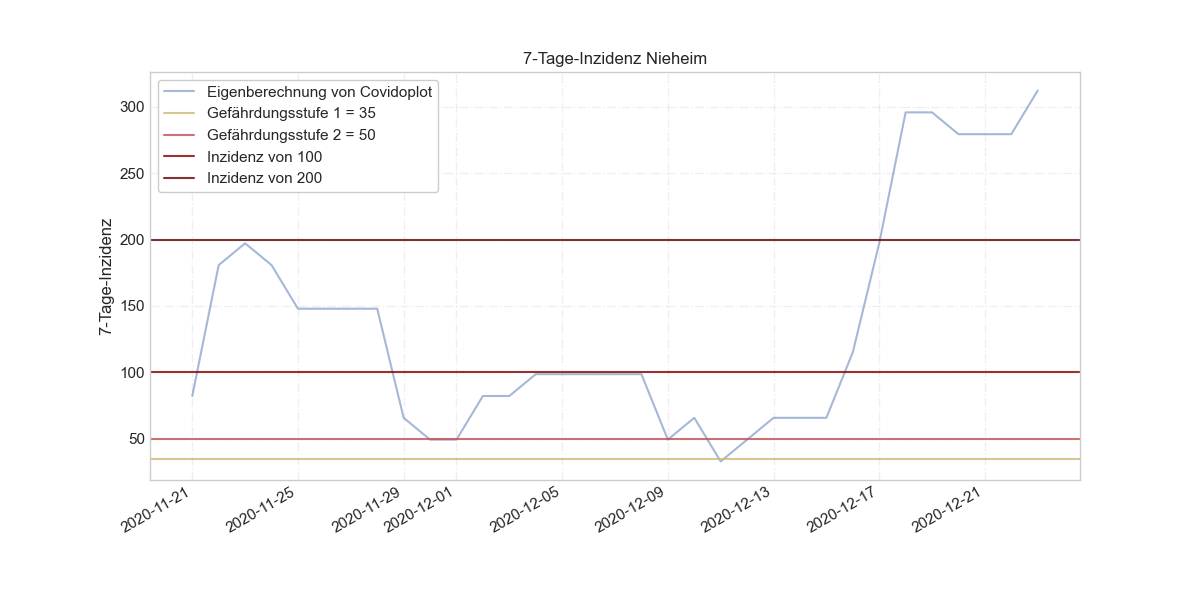 7-Tage-Inzidenz Nieheim
Eigenberechnung von Covidoplot
Gefährdungsstufe 1 = 35
Gefährdungsstufe 2 = 50
Inzidenz von 100
Inzidenz von 200
7-Tage-Inzidenz
300
250
200
150
100
50
2020-11-21
2020-11-25
2020-11-29
2020-12-01
2020-12-05
2020-12-09
2020-12-13
2020-12-17
2020-12-21